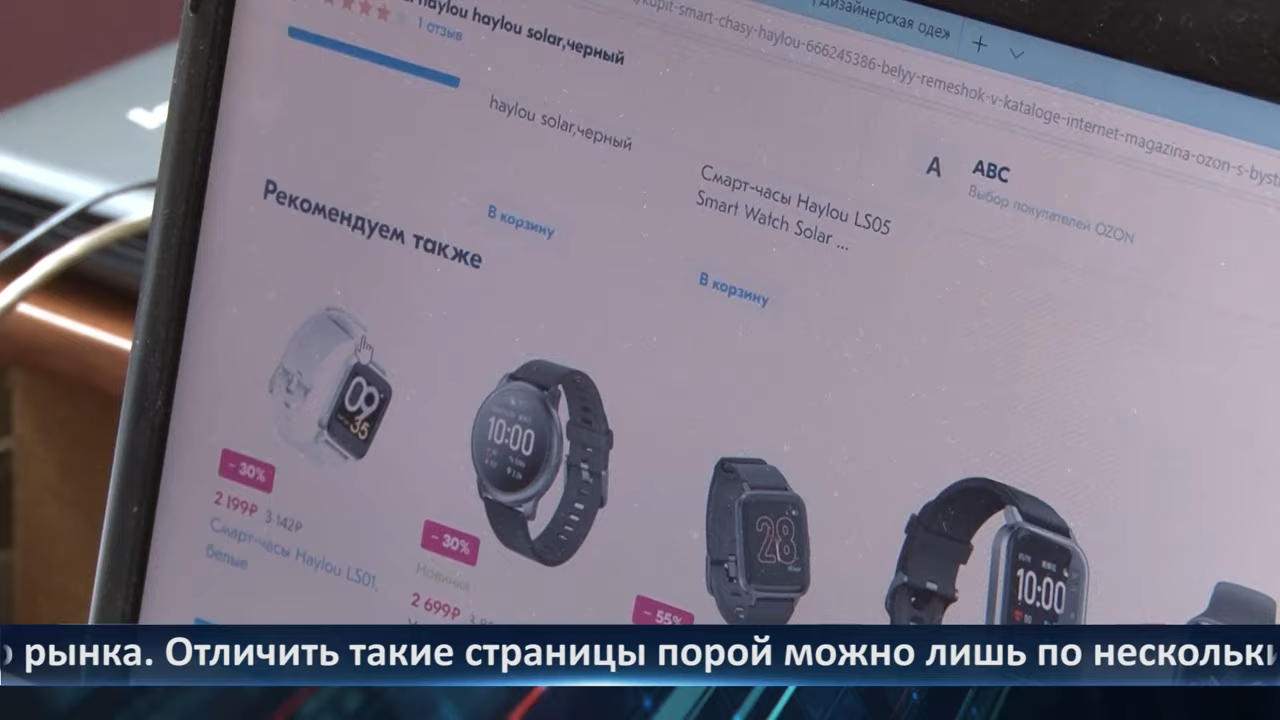 дизайнерская одеж
kupit-smart-chasy-haylou-666245386-belyy-remeshok-v-kataloge-internet-magazina-ozon-s-byst
haylou haylou solar,черный
1 отзыв
haylou solar,черный
В корзину
Смарт-часы Haylou LS05
Smart Watch Solar ...
В корзину
A
ABC
Выбор покупателей OZON
Рекомендуем также
09
35
10:00
28
10:00
- 30%
2 199₽ 3 142₽
Смарт-часы Haylou LS01,
белые
- 30%
Новинка
2 699₽
- 55%
рынка. Отличить такие страницы порой можно лишь по нескольки